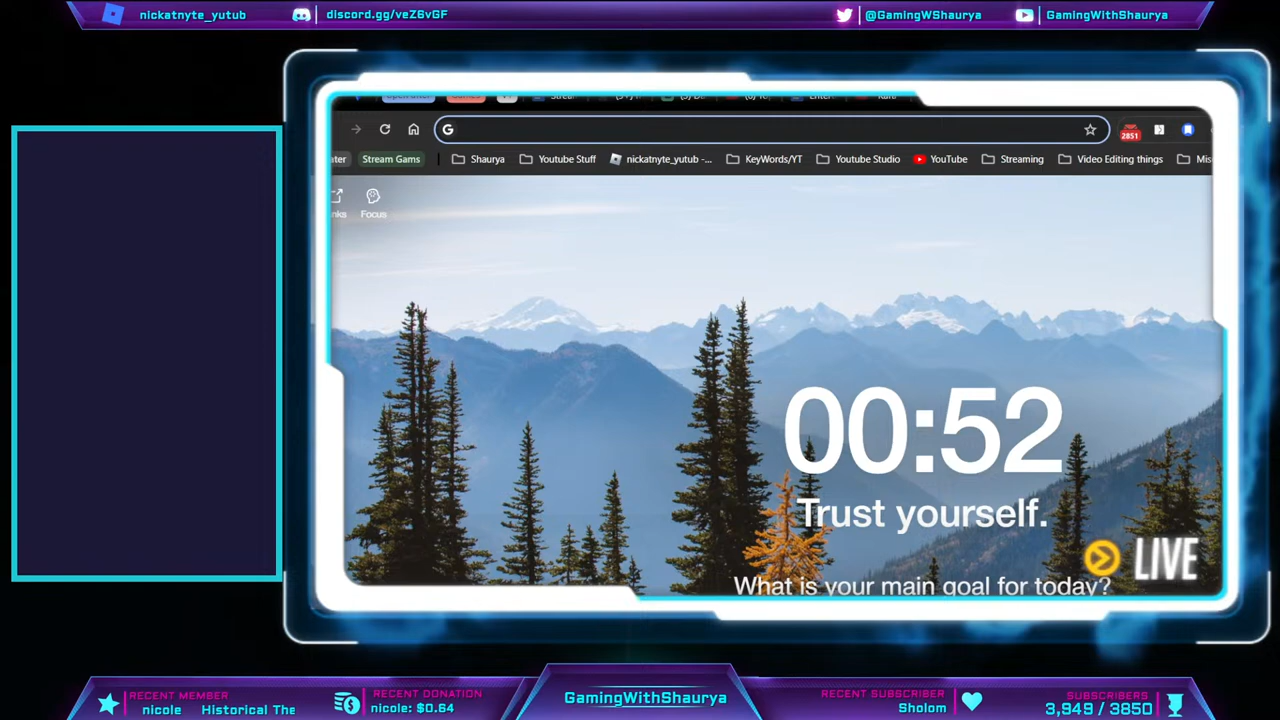 nickatnyte_yutub
discord.gg/veZ6vGF
@GamingWShaurya
GamingWithShaurya
2851
Stream Gams
Shaurya
Youtube Stuff
nickatnyte_yutub -...
KeyWords/YT
Youtube Studio
YouTube
Streaming
Video Editing things
Mis
Focus
00:52
Trust yourself.
What is your main goal for today?
LIVE
RECENT MEMBER
nicole Historical The
RECENT DONATION
nicole: $0.64
GamingWithShaurya
RECENT SUBSCRIBER
Sholom
SUBSCRIBERS
3,949 / 3850